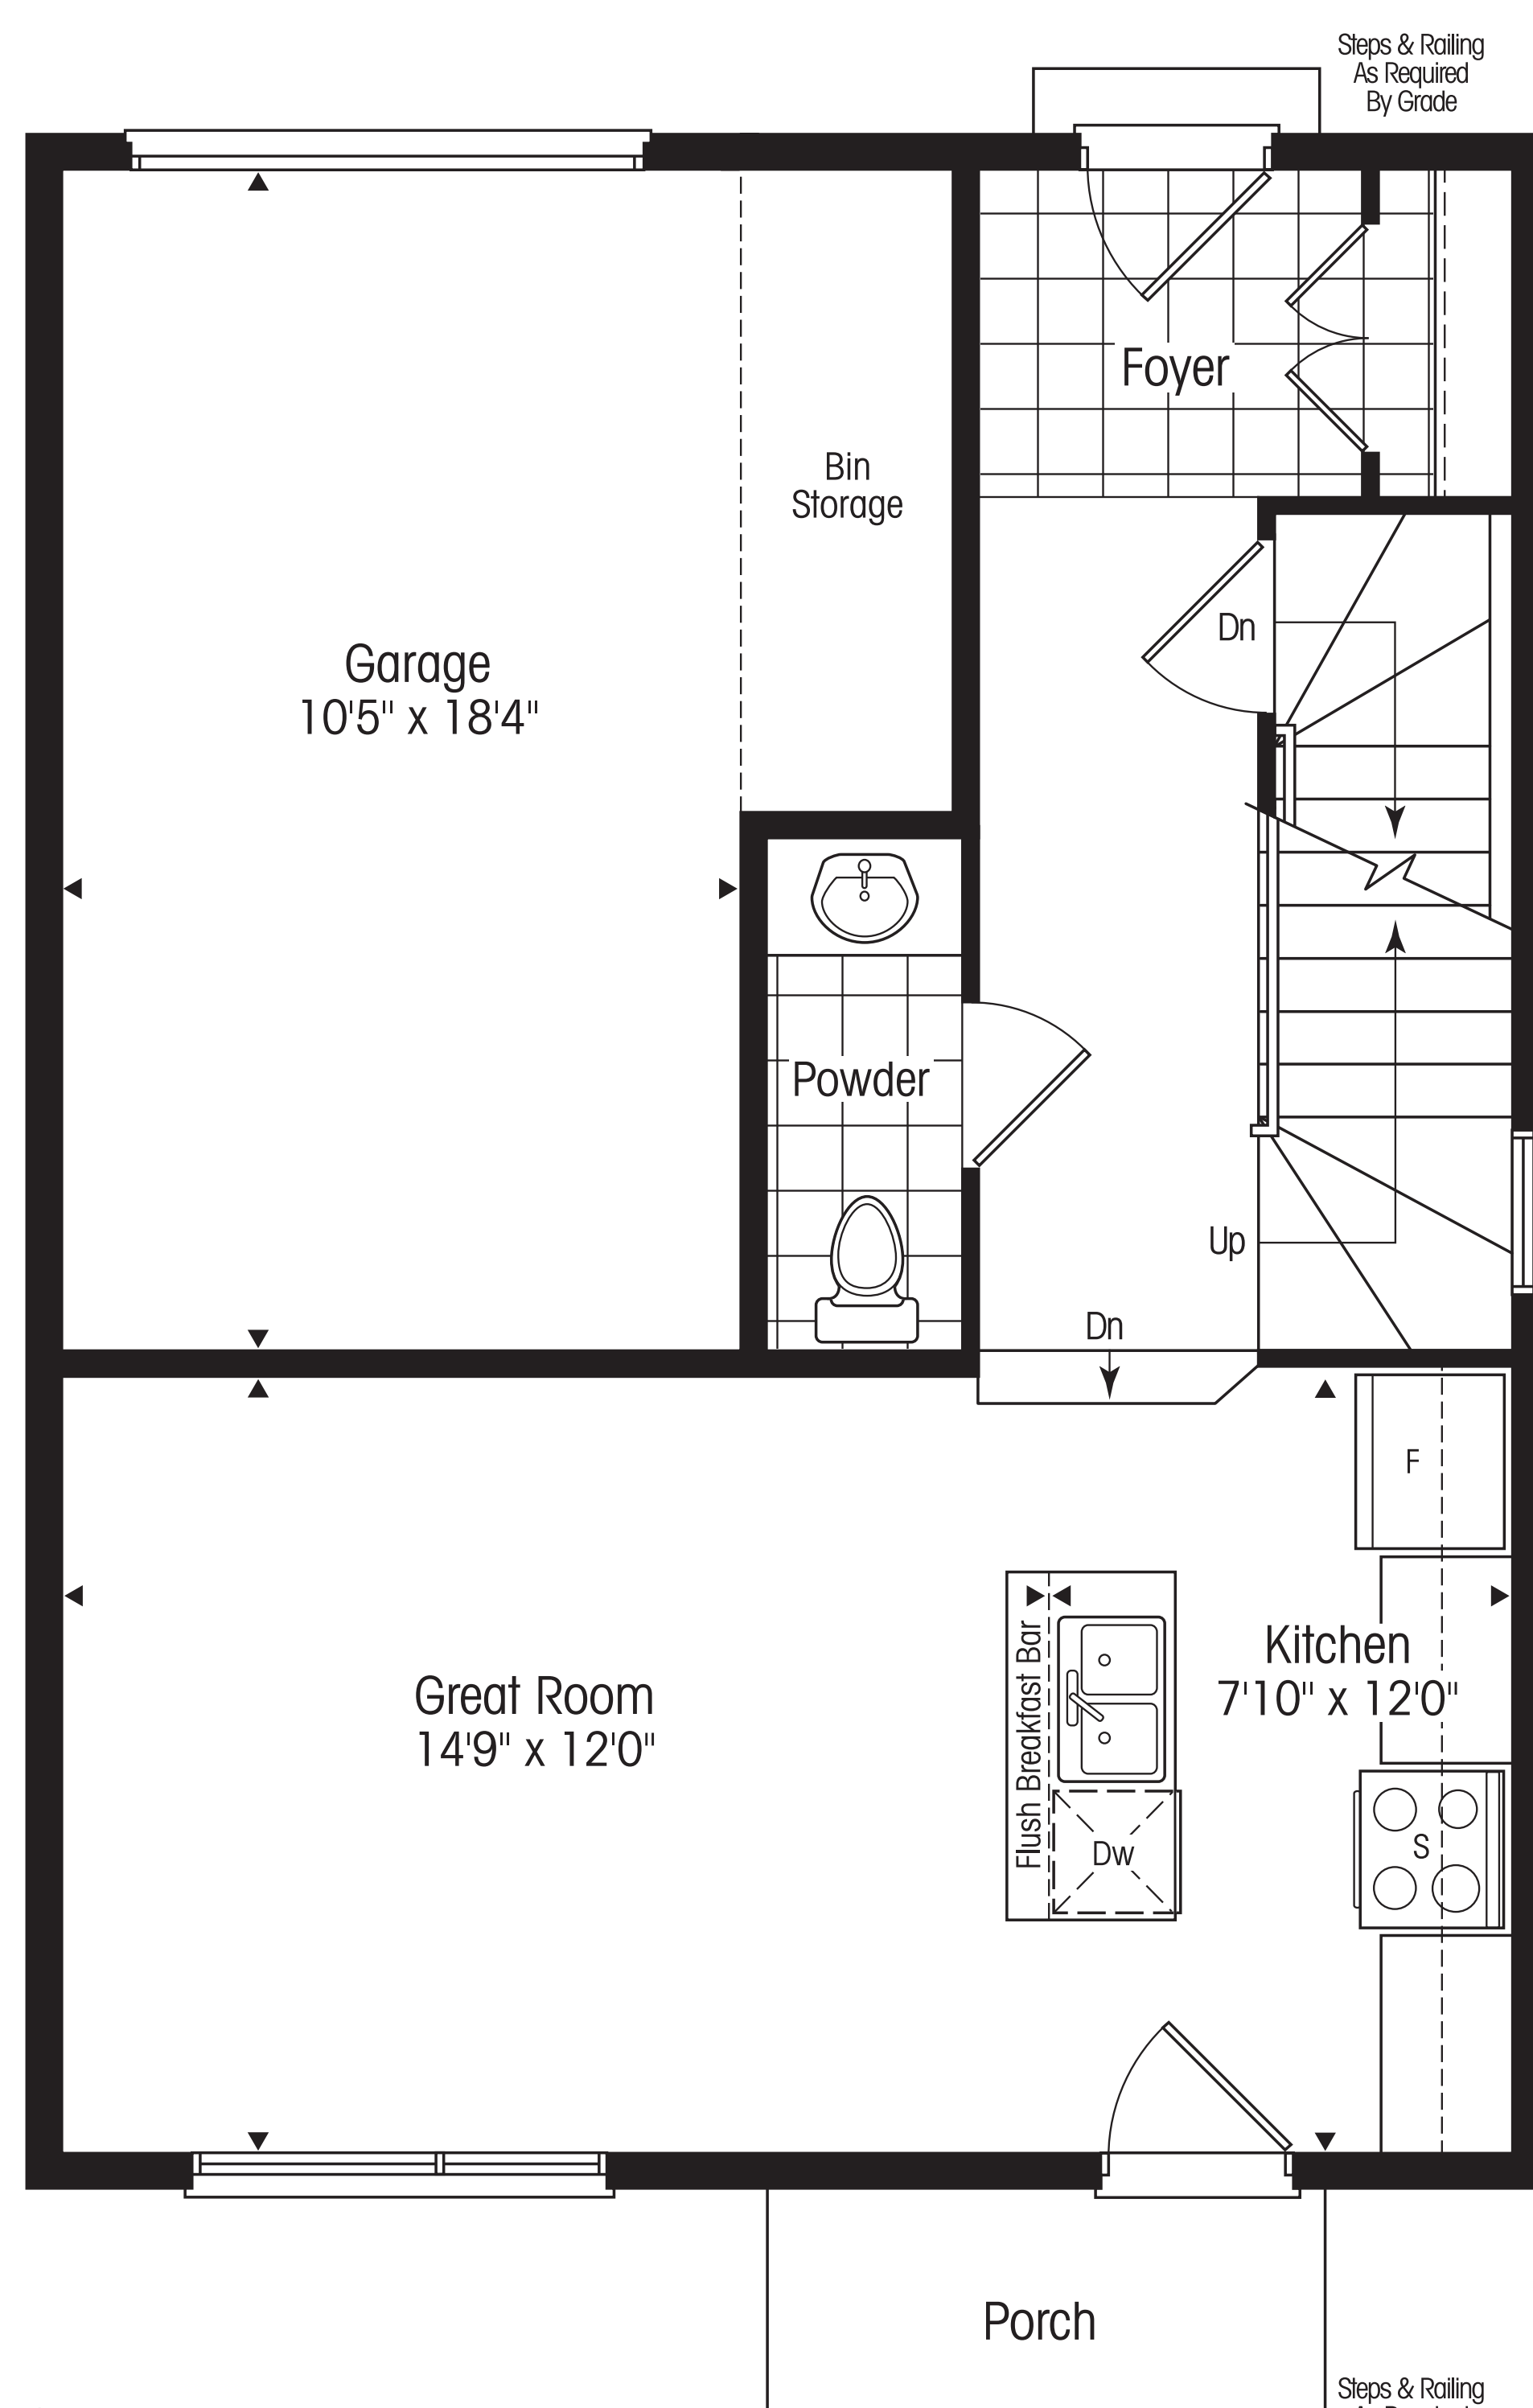 Steps & Railing
As Required
By Grade
Foyer
Bin
Storage
Dn
Garage
10'5" x 18'4"
Powder
Up
Dn
F
Flush Breakfast Bar
Kitchen
7'10" x 12'0"
Great Room
14'9" x 12'0"
Dw
S
Porch
Steps & Railing